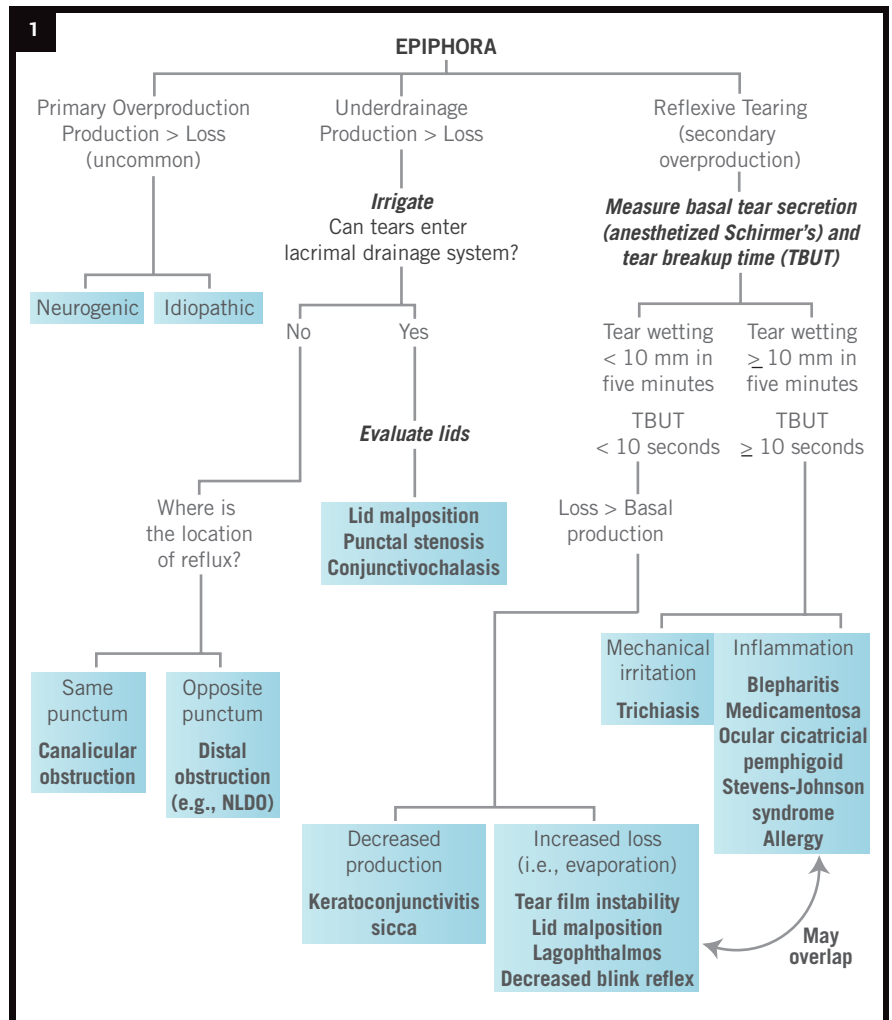 1
EPIPHORA
Primary Overproduction
Production > Loss
(uncommon)
Neurogenic
Idiopathic
Underdrainage
Production > Loss
Irrigate
Can tears enter
lacrimal drainage system?
No
Yes
Where is
the location
of reflux?
Same
punctum
Canalicular
obstruction
Opposite
punctum
Distal
obstruction
(e.g., NLDO)
Evaluate lids
Lid malposition
Punctal stenosis
Conjunctivochalasis
Reflexive Tearing
(secondary
overproduction)
Measure basal tear secretion
(anesthetized Schirmer's) and
tear breakup time (TBUT)
Tear wetting
< 10 mm in
five minutes
TBUT
< 10 seconds
Loss > Basal
production
Tear wetting
≥ 10 mm in
five minutes
TBUT
≥ 10 seconds
Decreased
production
Keratoconjunctivitis
sicca
Increased loss
(i.e., evaporation)
Tear film instability
Lid malposition
Lagophthalmos
Decreased blink reflex
Mechanical
irritation
Trichiasis
Inflammation
Blepharitis
Medicamentosa
Ocular cicatricial
pemphigoid
Stevens-Johnson
syndrome
Allergy
May
overlap